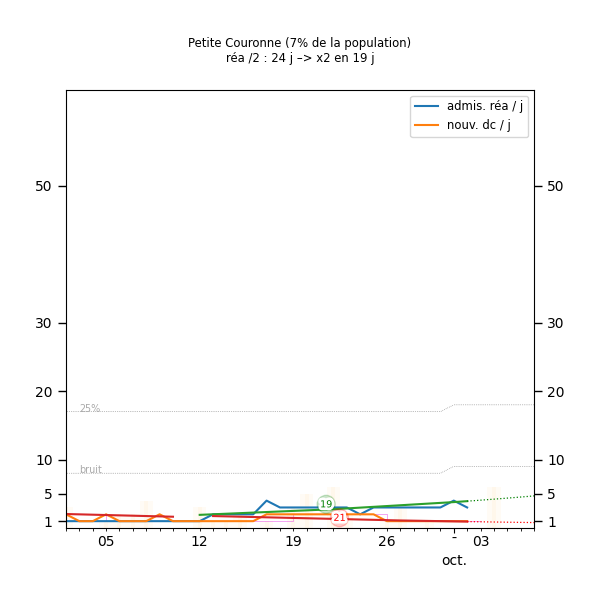 Petite Couronne (7% de la population)
réa /2 : 24 j –> x2 en 19 j
admis. réa / j
nouv. dc / j
50 50
30 30
20 20
25%
10 10
bruit
5 5
19
21
1 1
05 12 19 26 - 03
oct.